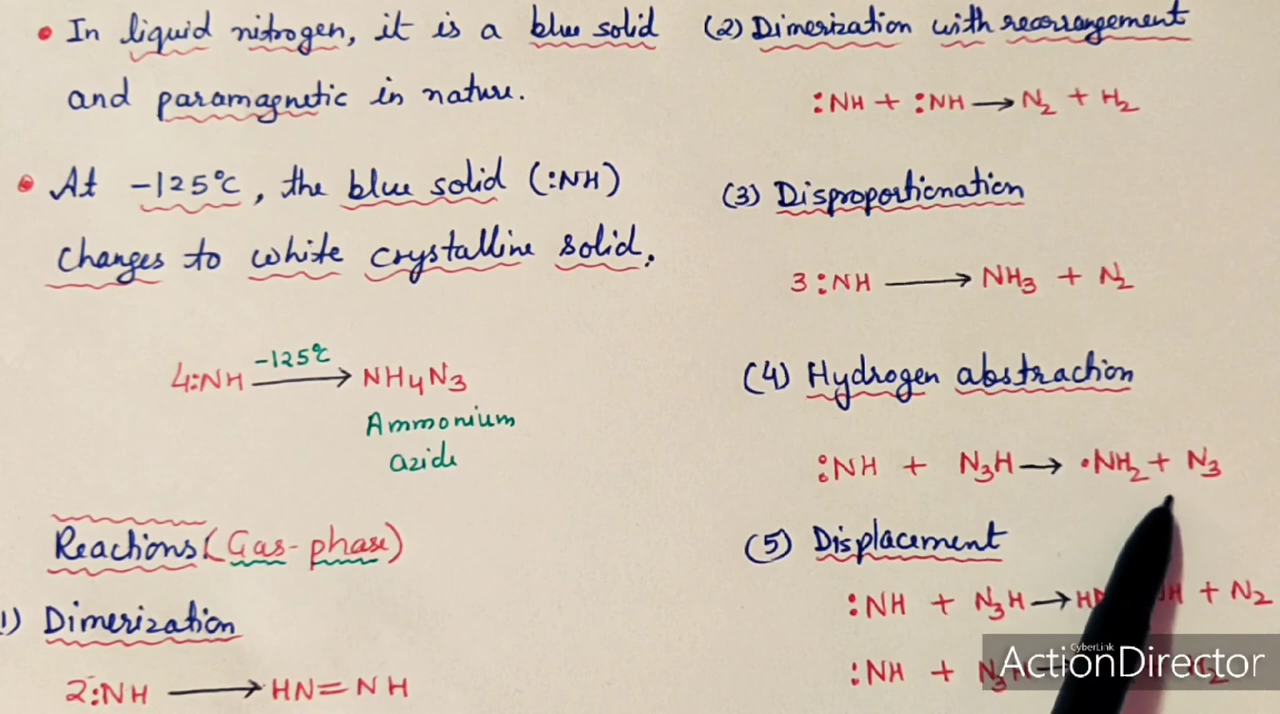 • In liquid nitrogen, it is a blue solid
and paramagnetic in nature.
• At -125°C, the blue solid (:NH)
changes to white crystalline solid.
4:NH -125°C → NH4N3
Ammonium
azide
Reactions (Gas-phase)
1) Dimerization
2:NH → HN=NH
(2) Dimerization with rearrangement
:NH + :NH → N2 + H2
(3) Disproportionation
3:NH → NH3 + N2
(4) Hydrogen abstraction
:NH + N3H → •NH2 + N3
(5) Displacement
:NH + N3H → H + N2
:NH + N3
CyberLink
ActionDirector